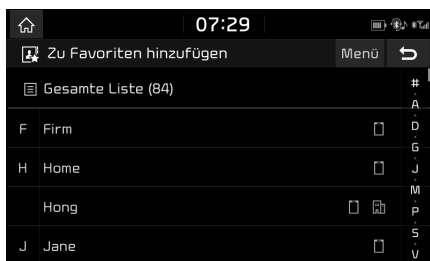 07:29
Zu Favoriten hinzufügen Menü
Gesamte Liste (84)
F Firm
H Home
Hong
J Jane
#
A
D
G
J
M
P
S
V